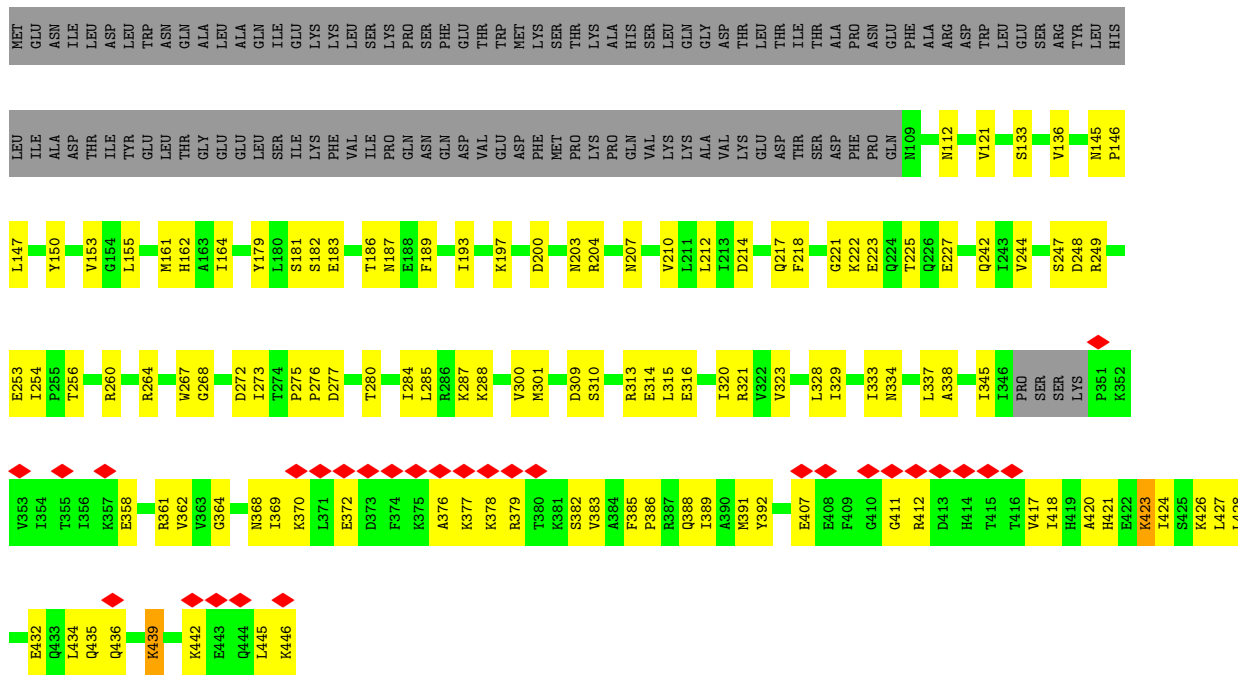 MET GLU ASN ILE LEU ASP LEU TRP ASN GLN ALA LEU ALA GLN ILE GLU LYS LYS LEU SER LYS PRO SER PHE GLU THR TRP MET LYS SER THR LYS ALA HIS SER LEU GLN GLY ASP THR LEU THR ILE THR ALA PRO ASN GLU PHE ALA ARG ASP TRP LEU GLU SER ARG TYR LEU HIS
LEU ILE ALA ASP THR ILE TYR GLU LEU THR GLY GLU GLU LEU SER ILE LYS PHE VAL ILE PRO GLN ASN GLN ASP VAL GLU ASP PHE MET PRO LYS PRO GLN VAL LYS LYS ALA VAL LYS GLU ASP THR SER ASP PHE PRO GLN N109 N112 V121 S133 V136 N145 P146
L147 Y150 V153 G154 L155 M161 H162 A163 I164 Y179 L180 S181 S182 E183 T186 N187 E188 F189 I193 K197 D200 N203 R204 N207 V210 L211 L212 I213 D214 Q217 F218 G221 K222 E223 Q224 T225 Q226 E227 Q242 I243 V244 S247 D248 R249
E253 I254 P255 T256 R260 R264 W267 G268 D272 I273 T274 P275 P276 D277 T280 I284 L285 R286 K287 K288 V300 M301 D309 S310 R313 E314 L315 E316 I320 R321 V322 V323 L328 I329 I333 N334 L337 A338 I345 I346 PRO SER SER LYS P351 K352
V353 I354 T355 I356 K357 E358 R361 V362 V363 G364 N368 I369 K370 L371 E372 D373 F374 K375 A376 K377 K378 R379 T380 K381 S382 V383 A384 F385 P386 R387 Q388 I389 A390 M391 Y392 E407 E408 F409 G410 G411 R412 D413 H414 T415 T416 V417 I418 H419 A420 H421 E422 K423 I424 S425 K426 L427 L428
E432 Q433 L434 Q435 Q436 K439 K442 E443 Q444 L445 K446